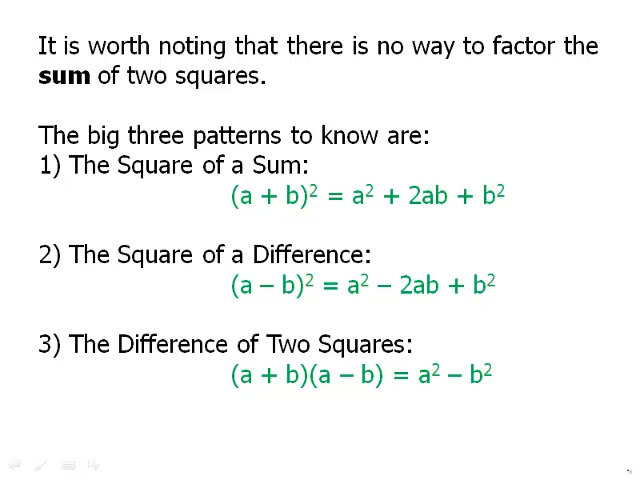 It is worth noting that there is no way to factor the
sum of two squares.
The big three patterns to know are:
1) The Square of a Sum:
(a + b)² = a² + 2ab + b²
2) The Square of a Difference:
(a – b)² = a² – 2ab + b²
3) The Difference of Two Squares:
(a + b)(a – b) = a² – b²